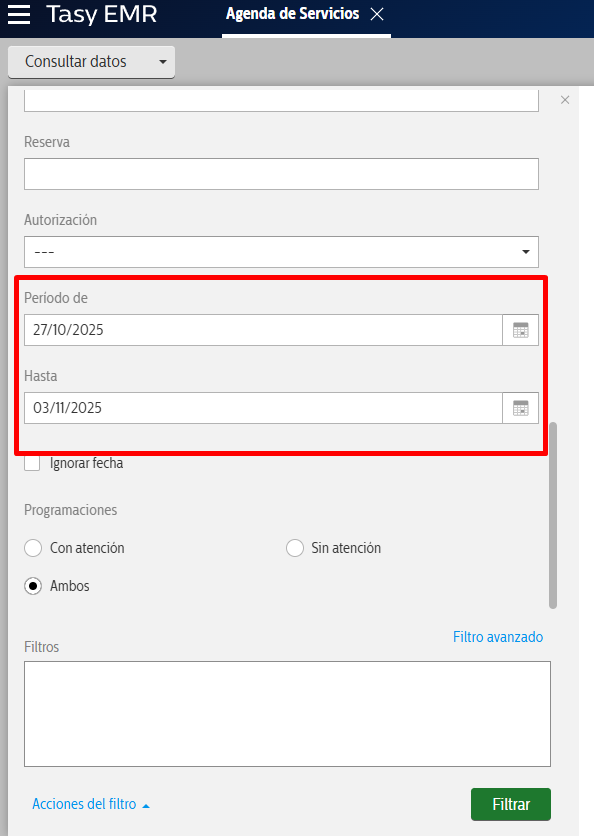 Tasy EMR
Agenda de Servicios
Consultar datos
Reserva
Autorización
---
Período de
27/10/2025
Hasta
03/11/2025
Ignorar fecha
Programaciones
Con atención
Sin atención
Ambos
Filtro avanzado
Filtros
Acciones del filtro
Filtrar